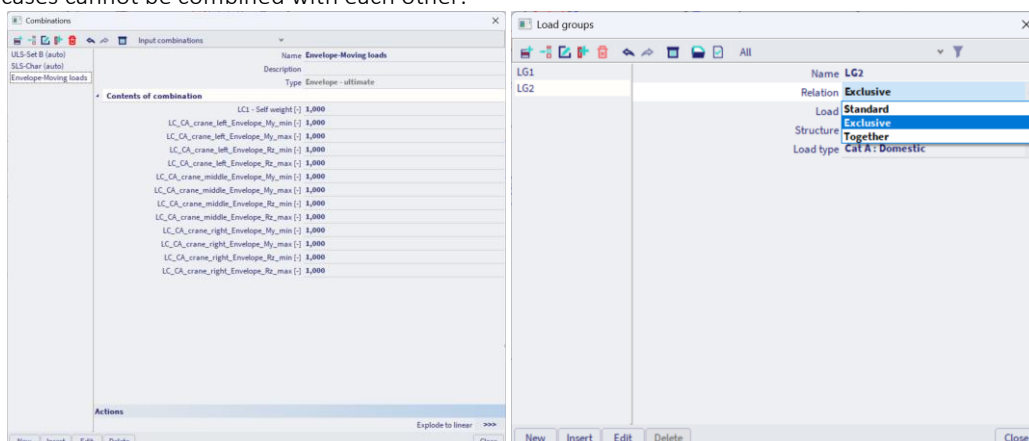 cases cannot be combined with each other.
Combinations
Input combinations
ULS-Set B (auto)
SLS-Char (auto)
Envelope-Moving loads
Name Envelope-Moving loads
Description
Type Envelope - ultimate
Contents of combination
LC1 - Self weight [-] 1,000
LC_CA_crane_left_Envelope_My_min [-] 1,000
LC_CA_crane_left_Envelope_My_max [-] 1,000
LC_CA_crane_left_Envelope_Rz_min [-] 1,000
LC_CA_crane_left_Envelope_Rz_max [-] 1,000
LC_CA_crane_middle_Envelope_My_min [-] 1,000
LC_CA_crane_middle_Envelope_My_max [-] 1,000
LC_CA_crane_middle_Envelope_Rz_min [-] 1,000
LC_CA_crane_middle_Envelope_Rz_max [-] 1,000
LC_CA_crane_right_Envelope_My_min [-] 1,000
LC_CA_crane_right_Envelope_My_max [-] 1,000
LC_CA_crane_right_Envelope_Rz_min [-] 1,000
LC_CA_crane_right_Envelope_Rz_max [-] 1,000
Actions
Explode to linear >>>
New Insert Edit Delete Close
Load groups
All
LG1
LG2
Name LG2
Relation Exclusive
Load Standard
Exclusive
Structure
Together
Load type Cat A : Domestic
New Insert Edit Delete Close